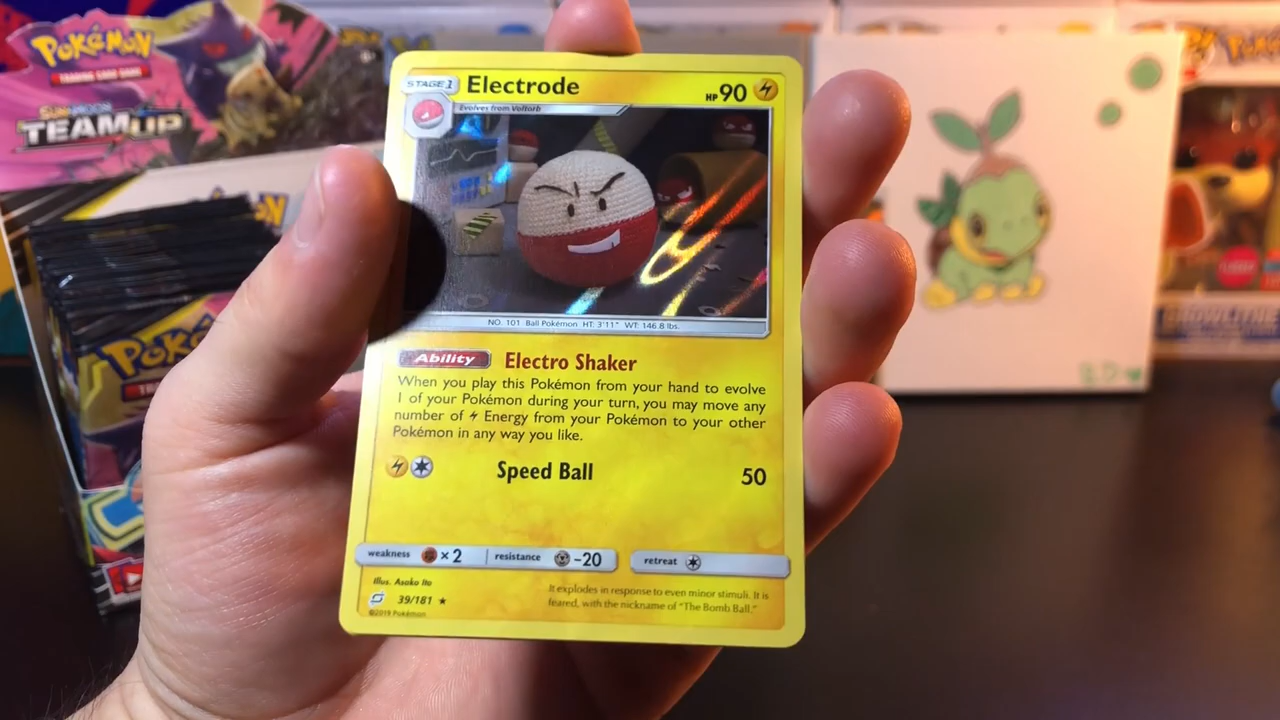 POKéMON
TRADING CARD GAME
SUN & MOON
TEAM UP
STAGE 1
Electrode
HP 90
Evolves from Voltorb
NO. 101 Ball Pokémon HT: 3'11" WT: 146.8 lbs.
Ability Electro Shaker
When you play this Pokémon from your hand to evolve
1 of your Pokémon during your turn, you may move any
number of Energy from your Pokémon to your other
Pokémon in any way you like.
Speed Ball 50
weakness ×2 resistance -20 retreat
Illus. Asako Ito
39/181 ★
©2019 Pokémon
It explodes in response to even minor stimuli. It is
feared, with the nickname of "The Bomb Ball."